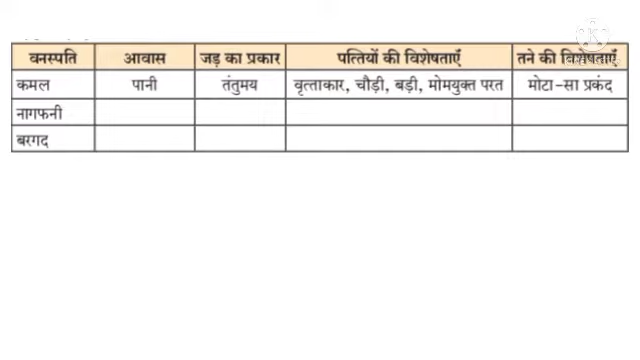 वनस्पति आवास जड़ का प्रकार पत्तियों की विशेषताएँ तने की विशेषताएँ
कमल पानी तंतुमय वृत्ताकार, चौड़ी, बड़ी, मोमयुक्त परत मोटा-सा प्रकंद
नागफनी
बरगद